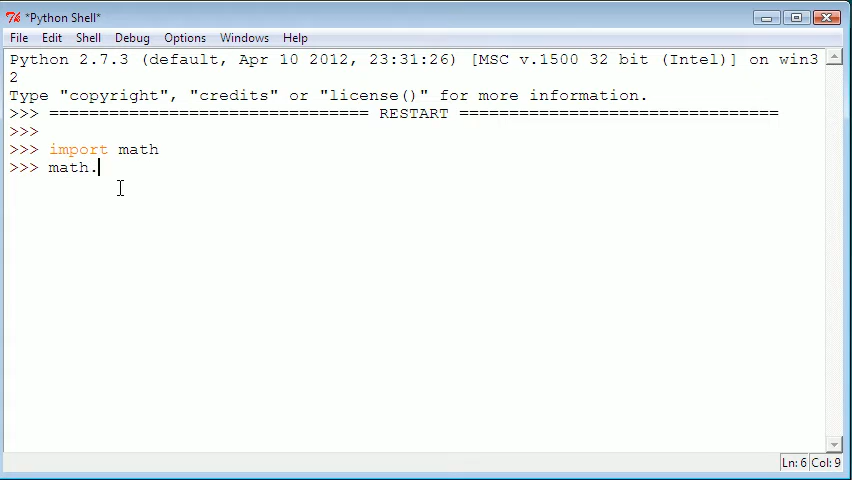 *Python Shell*
File Edit Shell Debug Options Windows Help
Python 2.7.3 (default, Apr 10 2012, 23:31:26) [MSC v.1500 32 bit (Intel)] on win3
2
Type "copyright", "credits" or "license()" for more information.
>>> ================================ RESTART ================================
>>>
>>> import math
>>> math.
Ln: 6 Col: 9